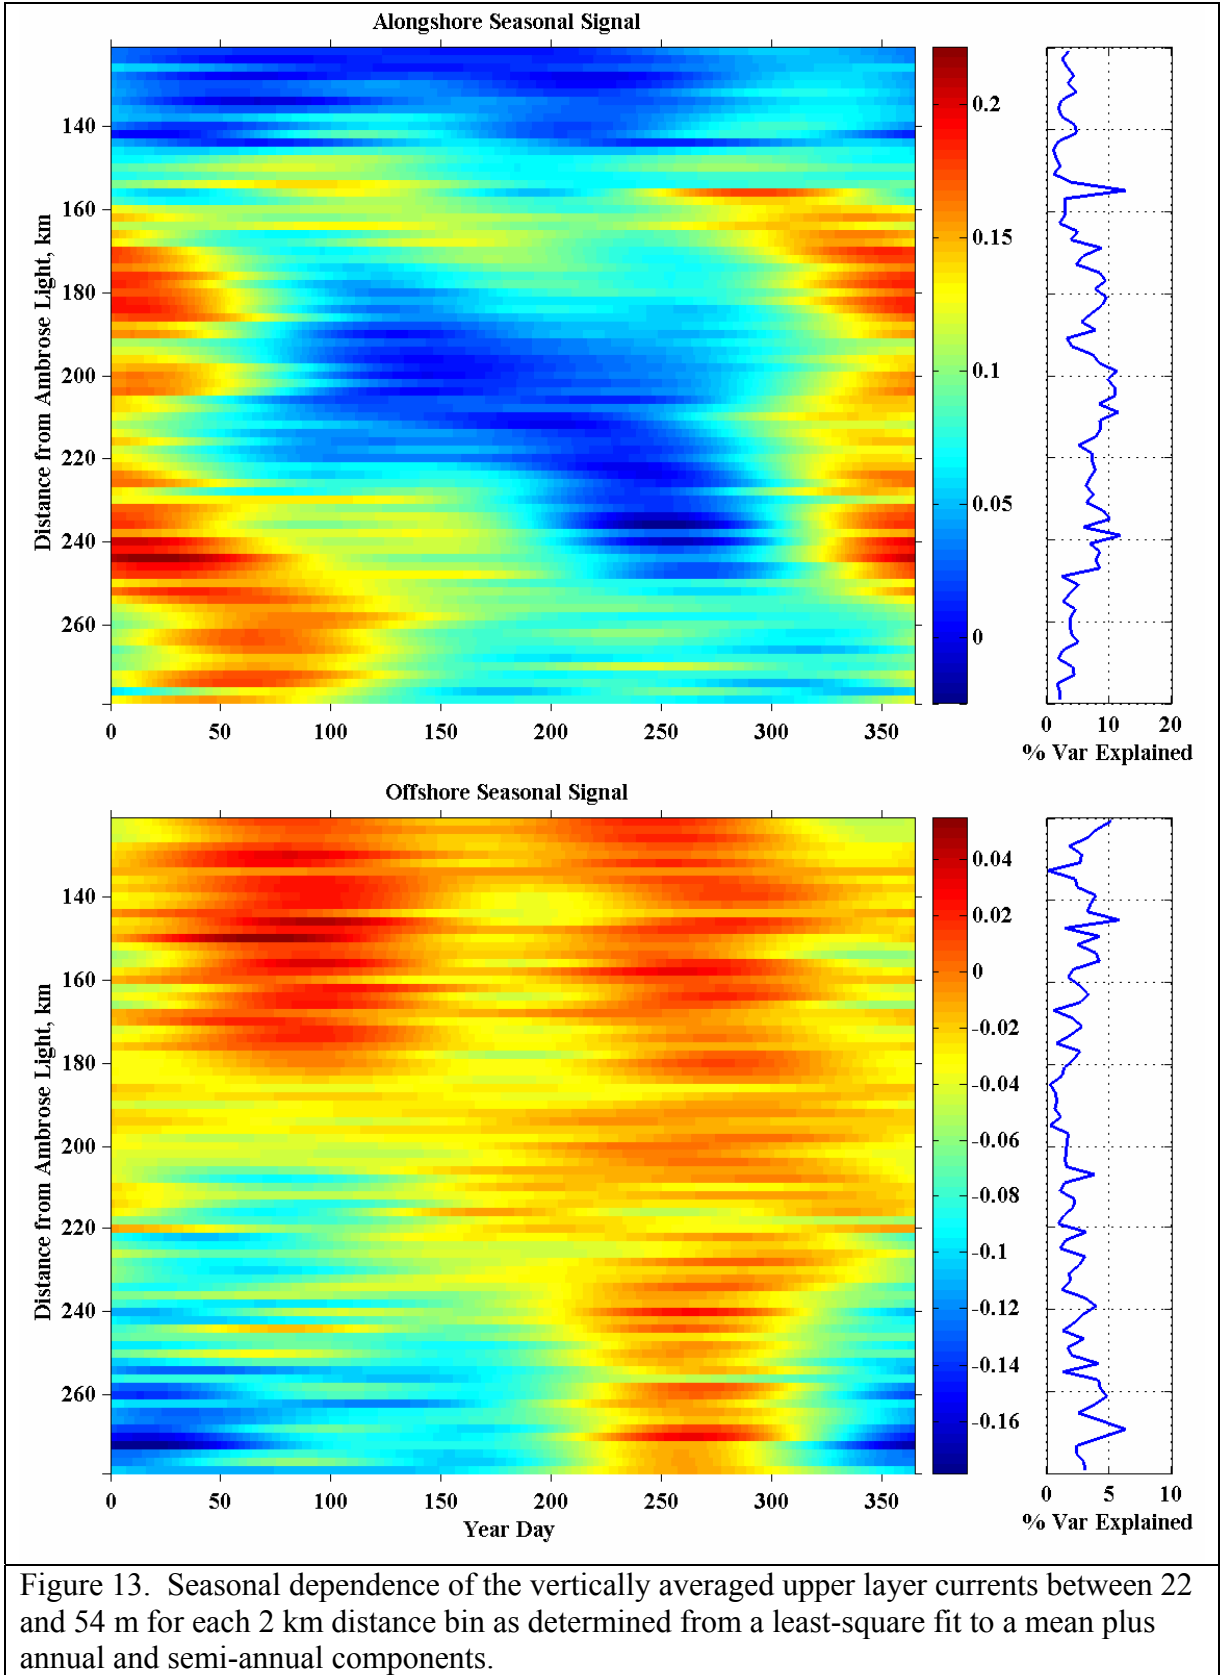 Alongshore Seasonal Signal
140
160
180
200
220
240
260
Distance from Ambrose Light, km
0 50 100 150 200 250 300 350
0.2
0.15
0.1
0.05
0
0 10 20
% Var Explained
Offshore Seasonal Signal
140
160
180
200
220
240
260
Distance from Ambrose Light, km
0 50 100 150 200 250 300 350
Year Day
0.04
0.02
0
-0.02
-0.04
-0.06
-0.08
-0.1
-0.12
-0.14
-0.16
0 5 10
% Var Explained
Figure 13. Seasonal dependence of the vertically averaged upper layer currents between 22
and 54 m for each 2 km distance bin as determined from a least-square fit to a mean plus
annual and semi-annual components.